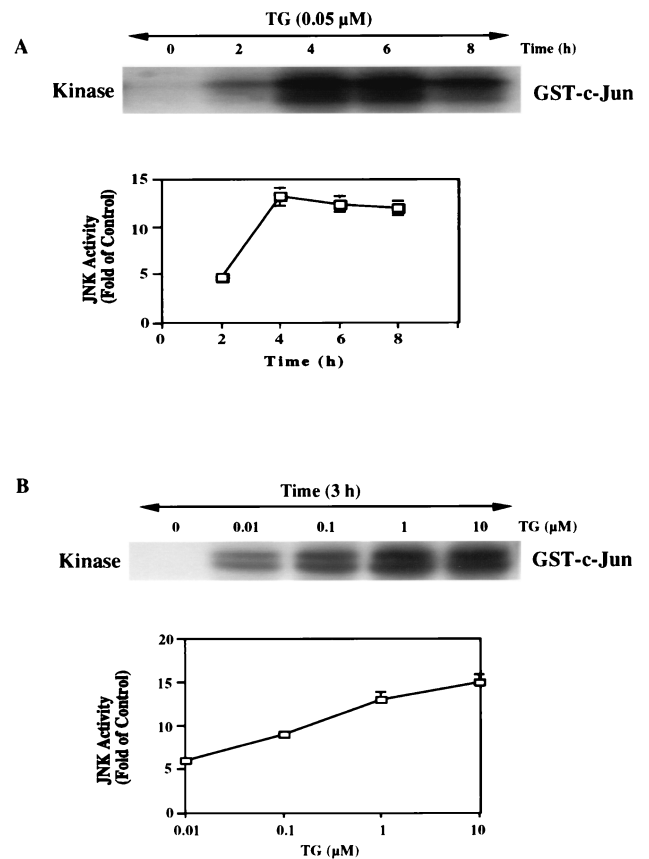 TG (0.05 µM)
A
0 2 4 6 8 Time (h)
Kinase GST-c-Jun
15
10
5
0
JNK Activity
(Fold of Control)
0 2 4 6 8
Time (h)
B
Time (3 h)
0 0.01 0.1 1 10 TG (µM)
Kinase GST-c-Jun
20
15
10
5
0
JNK Activity
(Fold of Control)
0.01 0.1 1 10
TG (µM)